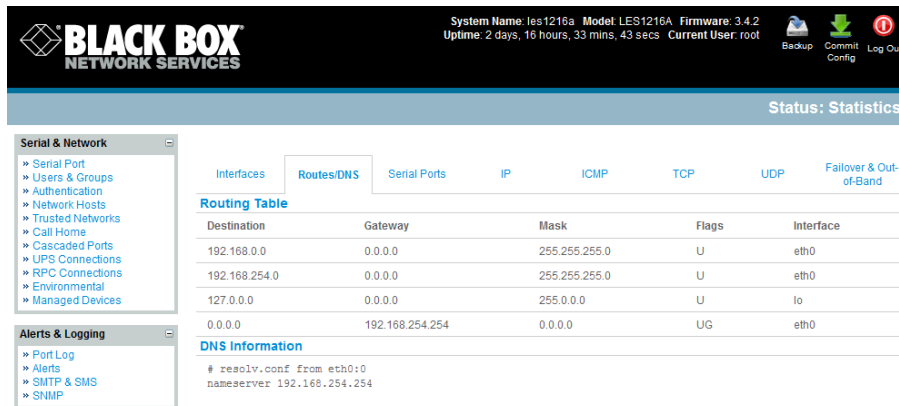 BLACK BOX
NETWORK SERVICES
System Name: les1216a Model: LES1216A Firmware: 3.4.2
Uptime: 2 days, 16 hours, 33 mins, 43 secs Current User: root
Backup
Commit Config
Log Ou
Status: Statistics
Serial & Network
» Serial Port
» Users & Groups
» Authentication
» Network Hosts
» Trusted Networks
» Call Home
» Cascaded Ports
» UPS Connections
» RPC Connections
» Environmental
» Managed Devices
Alerts & Logging
» Port Log
» Alerts
» SMTP & SMS
» SNMP
Interfaces Routes/DNS Serial Ports IP ICMP TCP UDP Failover & Out-of-Band
Routing Table
Destination Gateway Mask Flags Interface
192.168.0.0 0.0.0.0 255.255.255.0 U eth0
192.168.254.0 0.0.0.0 255.255.255.0 U eth0
127.0.0.0 0.0.0.0 255.0.0.0 U lo
0.0.0.0 192.168.254.254 0.0.0.0 UG eth0
DNS Information
# resolv.conf from eth0:0
nameserver 192.168.254.254